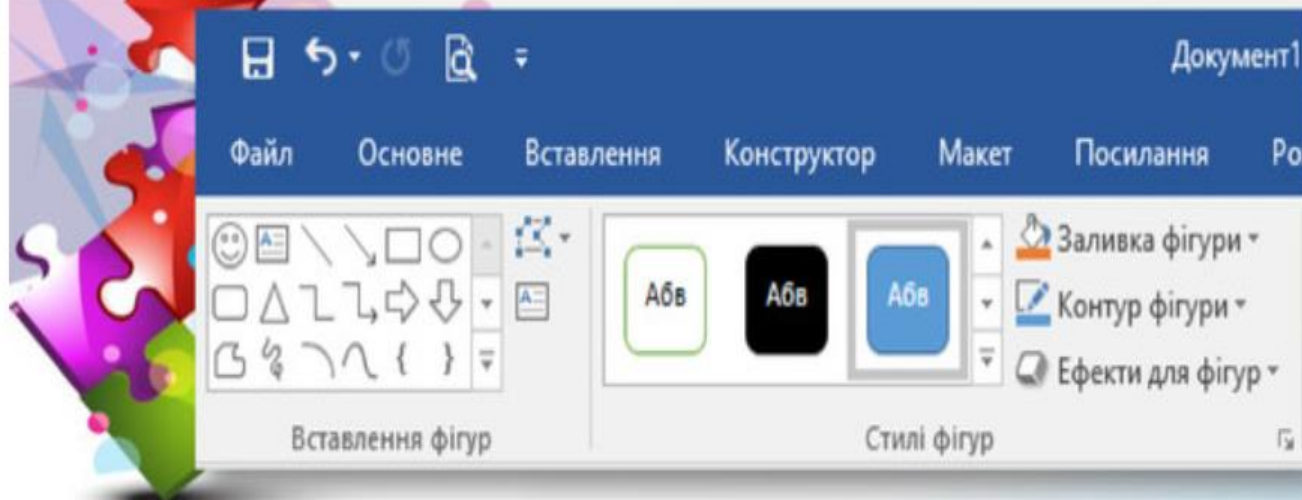 Документ1
Файл Основне Вставлення Конструктор Макет Посилання
Абв Абв Абв
Заливка фігури
Контур фігури
Ефекти для фігур
Вставлення фігур Стилі фігур